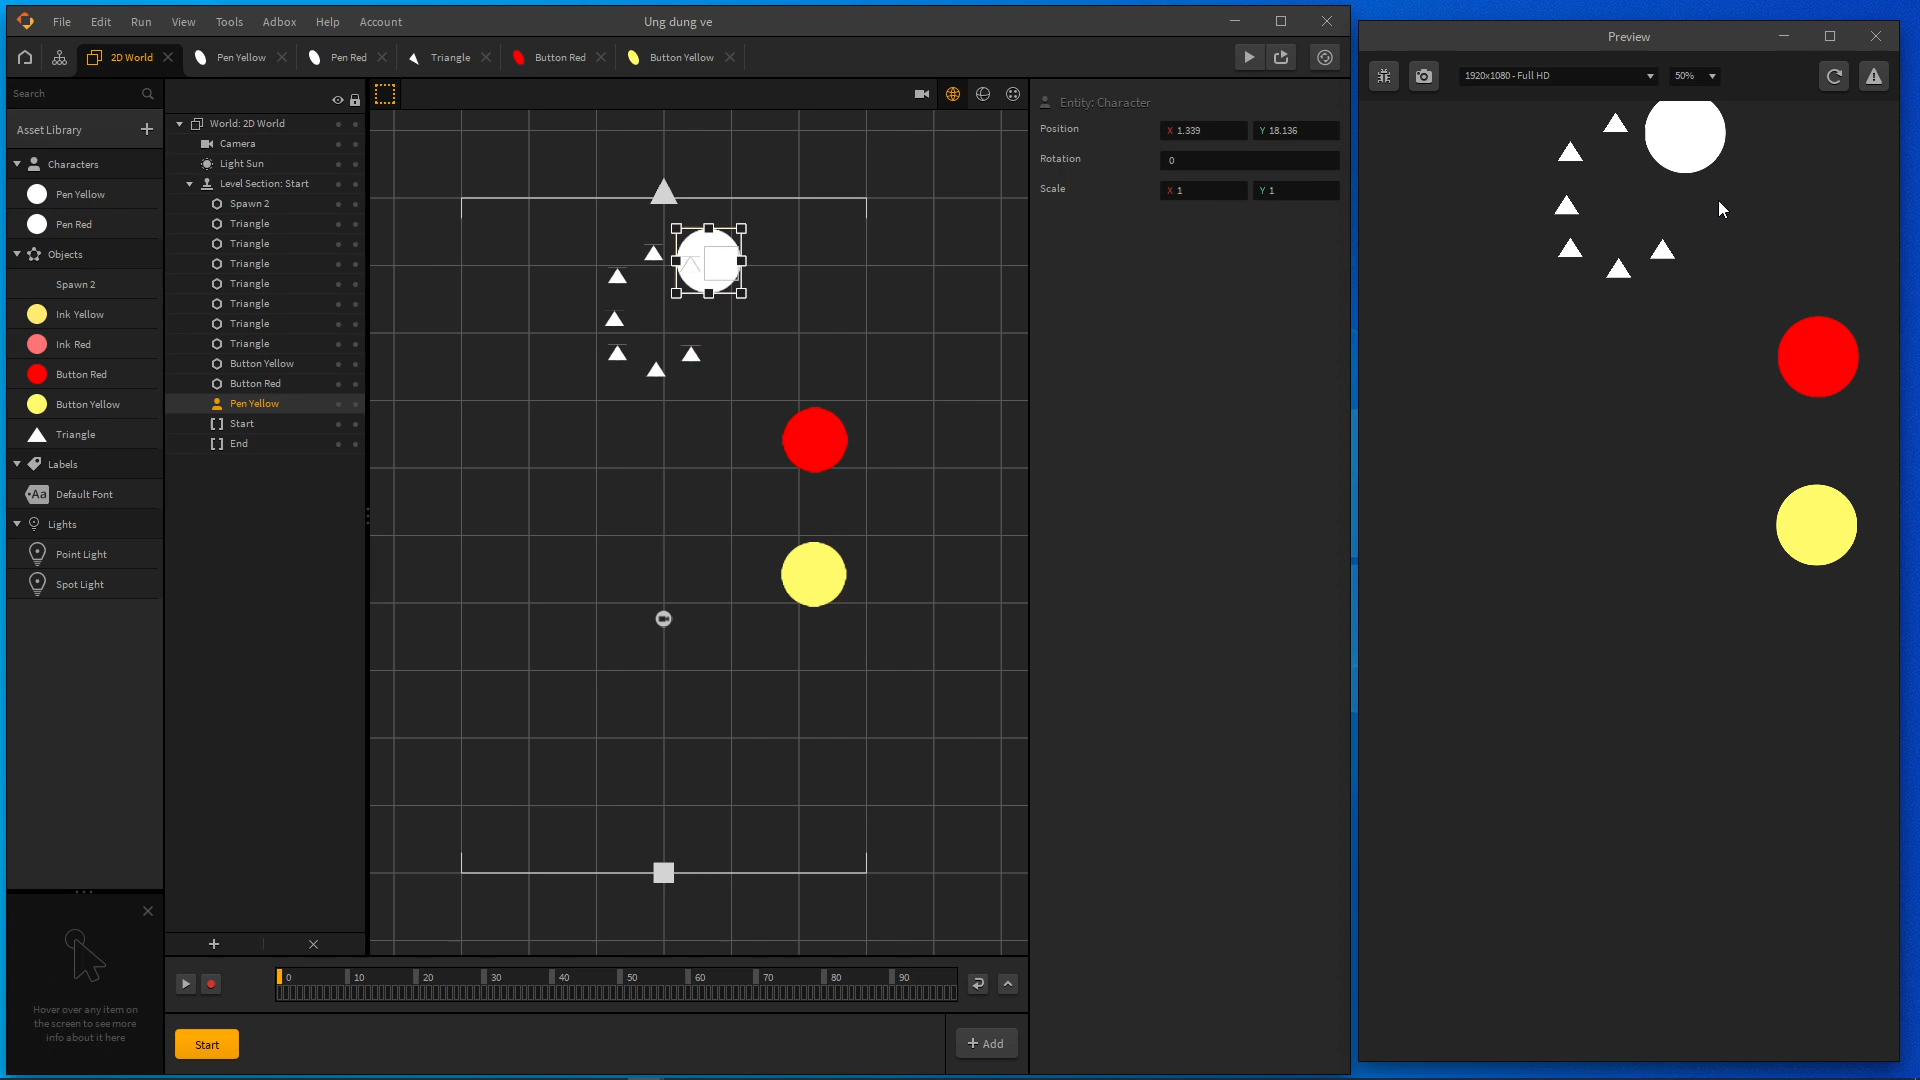 File Edit Run View Tools Adbox Help Account Ung dung ve
2D World Pen Yellow Pen Red Triangle Button Red Button Yellow
Search
Asset Library
Characters
Pen Yellow
Pen Red
Objects
Spawn 2
Ink Yellow
Ink Red
Button Red
Button Yellow
Triangle
Labels
Aa Default Font
Lights
Point Light
Spot Light
Hover over any item on
the screen to see more
info about it here
World: 2D World
Camera
Light Sun
Level Section: Start
Spawn 2
Triangle
Triangle
Triangle
Triangle
Triangle
Triangle
Triangle
Button Yellow
Button Red
Pen Yellow
Start
End
0 10 20 30 40 50 60 70 80 90
Start
Add
Entity: Character
Position X 1.339 Y 18.136
Rotation 0
Scale X 1 Y 1
Preview
1920x1080 - Full HD 50%